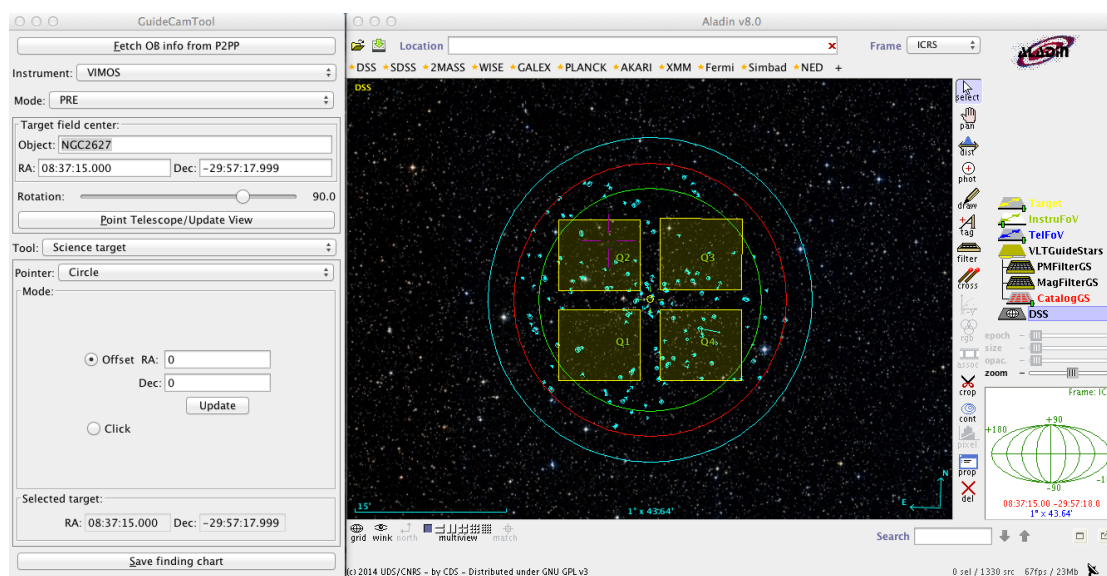 GuideCamTool
Fetch OB info from P2PP
Instrument: VIMOS
Mode: PRE
Target field center:
Object: NGC2627
RA: 08:37:15.000 Dec: -29:57:17.999
Rotation: 90.0
Point Telescope/Update View
Tool: Science target
Pointer: Circle
Mode:
Offset RA: 0
Dec: 0
Update
Click
Selected target:
RA: 08:37:15.000 Dec: -29:57:17.999
Save finding chart
Aladin v8.0
Location Frame ICRS
DSS SDSS 2MASS WISE GALEX PLANCK AKARI XMM Fermi Simbad NED +
ALaDiN
DSS
Q2 Q3
Q1 Q4
N
E
15'
1° x 43.64'
select
pan
dist
phot
draw
tag
filter
cross
x-y
rgb
assoc
crop
cont
pixel
prop
del
Target
InstruFoV
TelFoV
VLTGuideStars
PMFilterGS
MagFilterGS
CatalogGS
DSS
epoch
size
opac.
zoom
Frame: IC
+90
+180
-90
08:37:15.00 -29:57:18.0
1° x 43.64'
grid wink north multiview match
Search
(c) 2014 UDS/CNRS - by CDS - Distributed under GNU GPL v3
0 sel / 1330 src 67fps / 23Mb